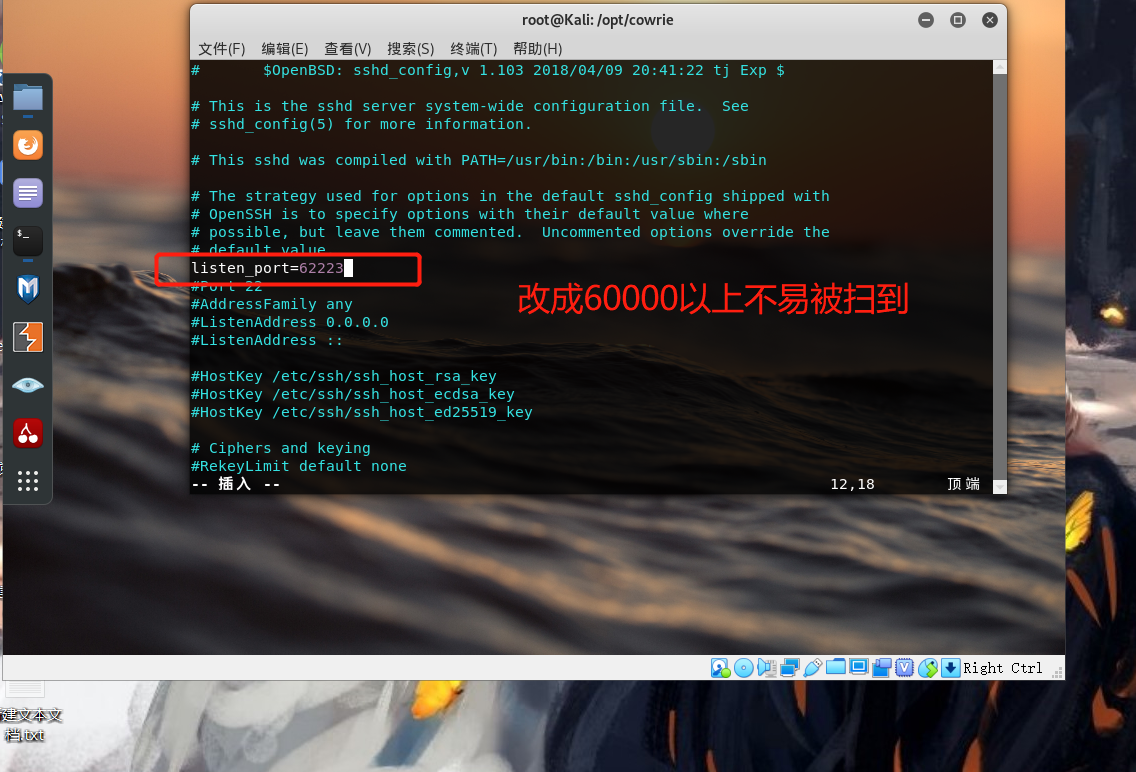 root@Kali: /opt/cowrie
文件(F) 编辑(E) 查看(V) 搜索(S) 终端(T) 帮助(H)
#       $OpenBSD: sshd_config,v 1.103 2018/04/09 20:41:22 tj Exp $
# This is the sshd server system-wide configuration file.  See
# sshd_config(5) for more information.
# This sshd was compiled with PATH=/usr/bin:/bin:/usr/sbin:/sbin
# The strategy used for options in the default sshd_config shipped with
# OpenSSH is to specify options with their default value where
# possible, but leave them commented.  Uncommented options override the
# default value
listen_port=62223
#Port 22
改成60000以上不易被扫到
#AddressFamily any
#ListenAddress 0.0.0.0
#ListenAddress ::
#HostKey /etc/ssh/ssh_host_rsa_key
#HostKey /etc/ssh/ssh_host_ecdsa_key
#HostKey /etc/ssh/ssh_host_ed25519_key
# Ciphers and keying
#RekeyLimit default none
-- 插入 -- 12,18 顶端
Right Ctrl
建文本文
档.txt